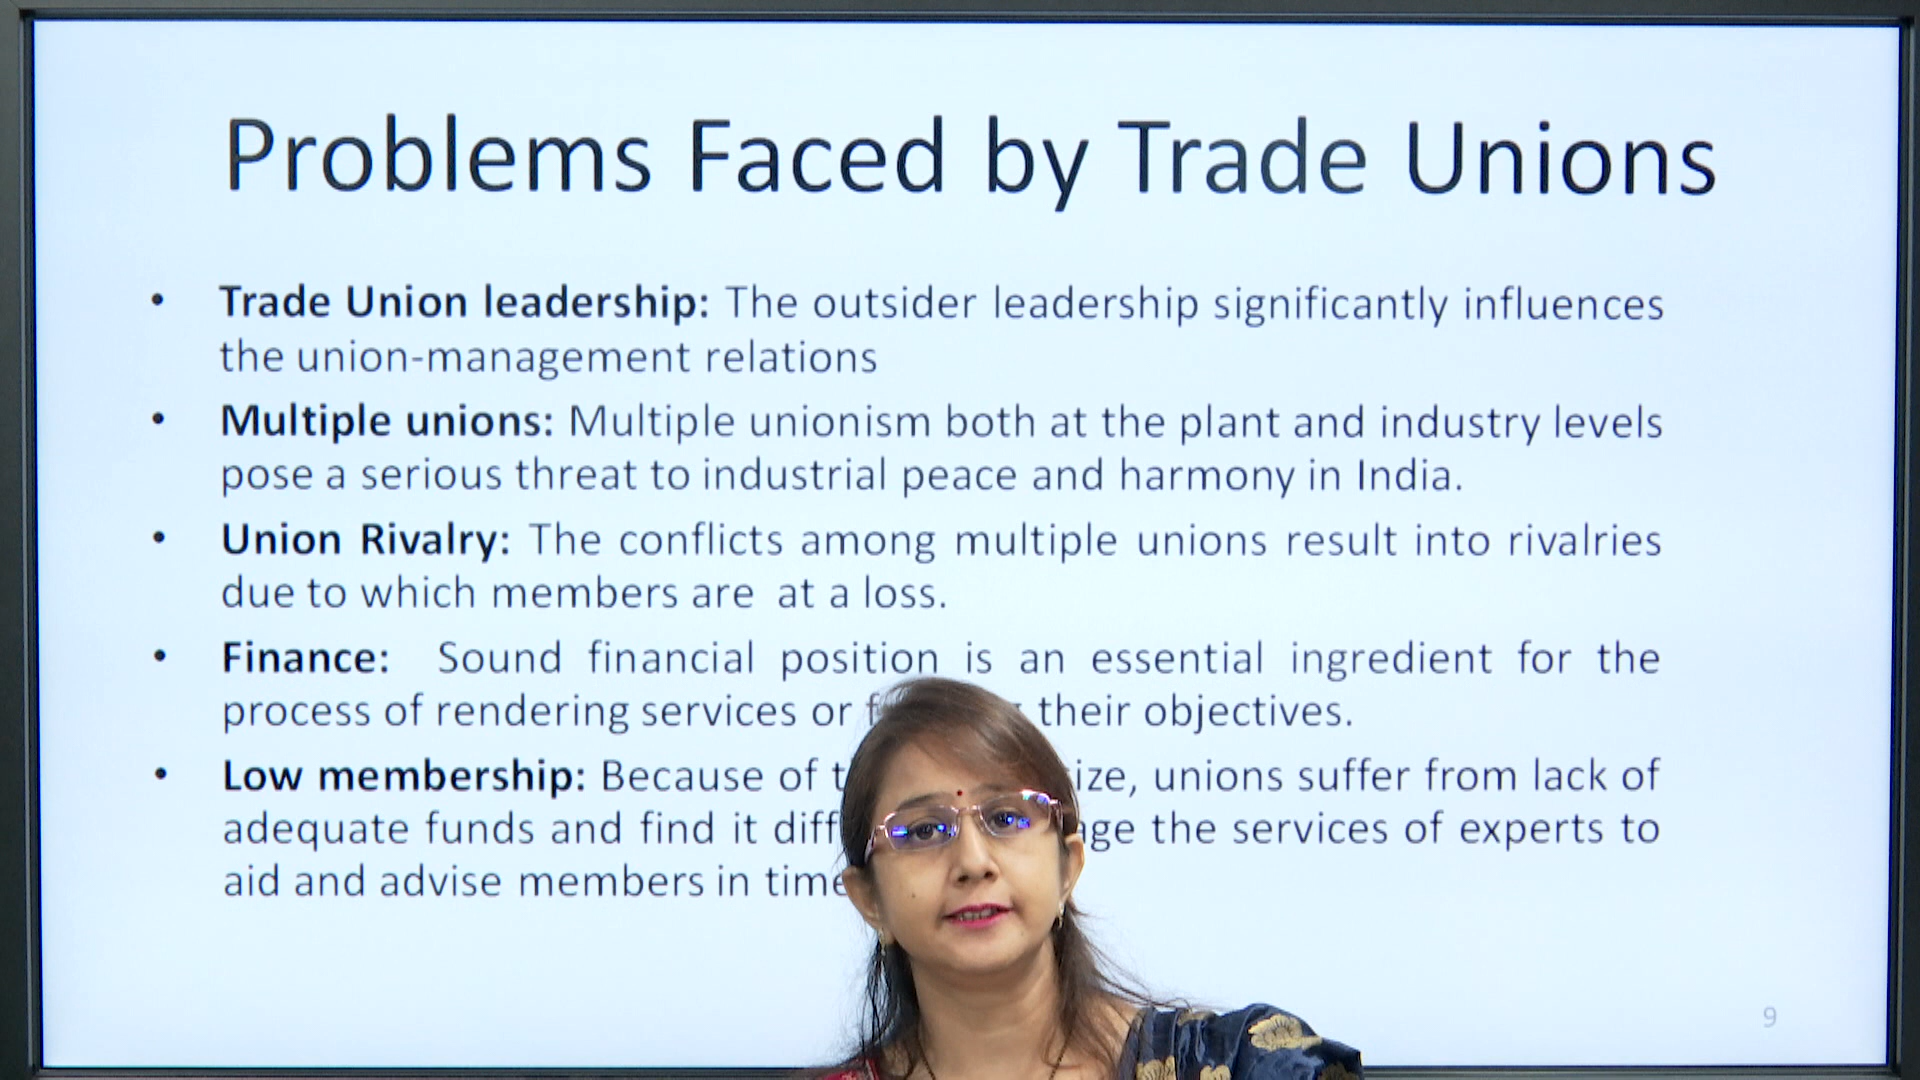 Problems Faced by Trade Unions
• Trade Union leadership: The outsider leadership significantly influences
the union-management relations
• Multiple unions: Multiple unionism both at the plant and industry levels
pose a serious threat to industrial peace and harmony in India.
• Union Rivalry: The conflicts among multiple unions result into rivalries
due to which members are at a loss.
• Finance: Sound financial position is an essential ingredient for the
process of rendering services or their objectives.
• Low membership: Because of unions suffer from lack of
adequate funds and find it the services of experts to
aid and advise members in
9